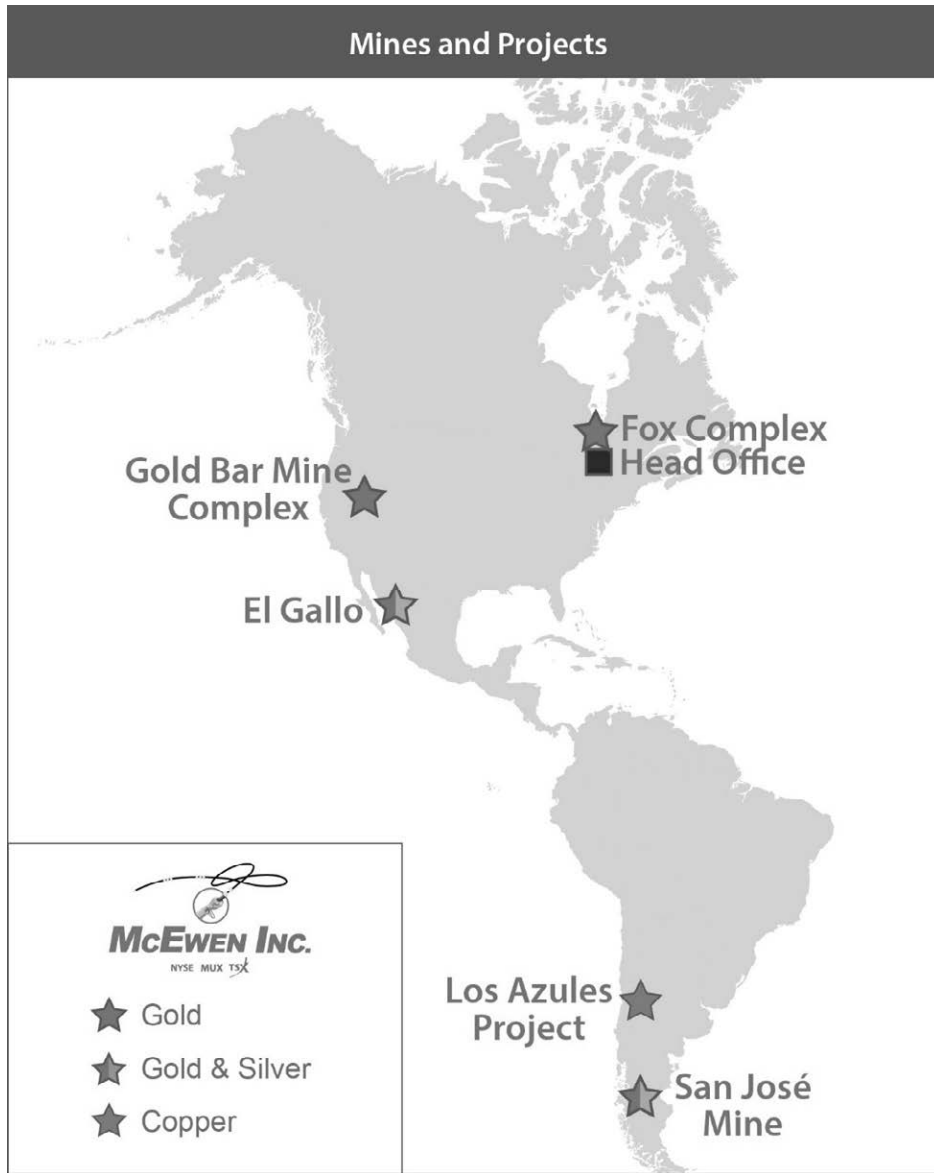 Mines and Projects
Fox Complex
Head Office
Gold Bar Mine
Complex
El Gallo
Los Azules
Project
San José
Mine
McEwen Inc.
NYSE MUX TSX
Gold
Gold & Silver
Copper